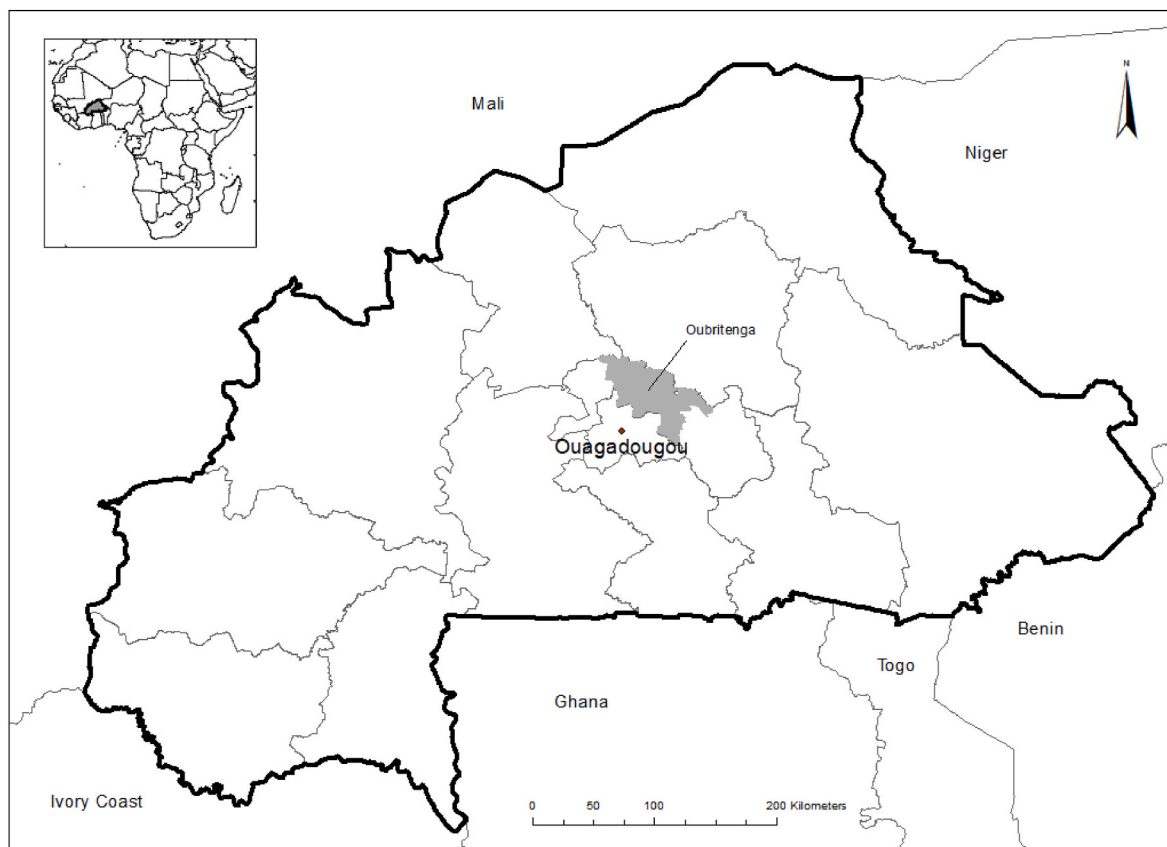 N
Mali
Niger
Oubritenga
Ouagadougou
Benin
Togo
Ghana
Ivory Coast
0 50 100 200 Kilometers